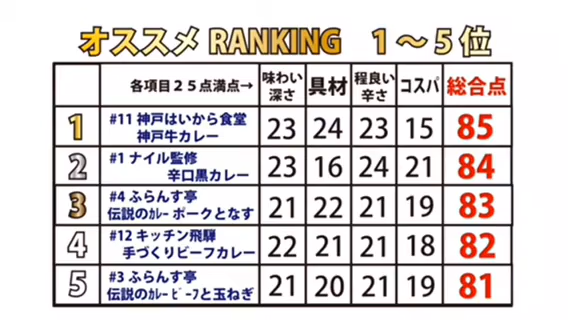 オススメ RANKING 1〜5位
各項目25点満点→ 味わい深さ 具材 程良い辛さ コスパ 総合点
1 #11 神戸はいから食堂 神戸牛カレー 23 24 23 15 85
2 #1 ナイル監修 辛口黒カレー 23 16 24 21 84
3 #4 ふらんす亭 伝説のカレー ポークとなす 21 22 21 19 83
4 #12 キッチン飛騨 手づくりビーフカレー 22 21 21 18 82
5 #3 ふらんす亭 伝説のカレービーフと玉ねぎ 21 20 21 19 81